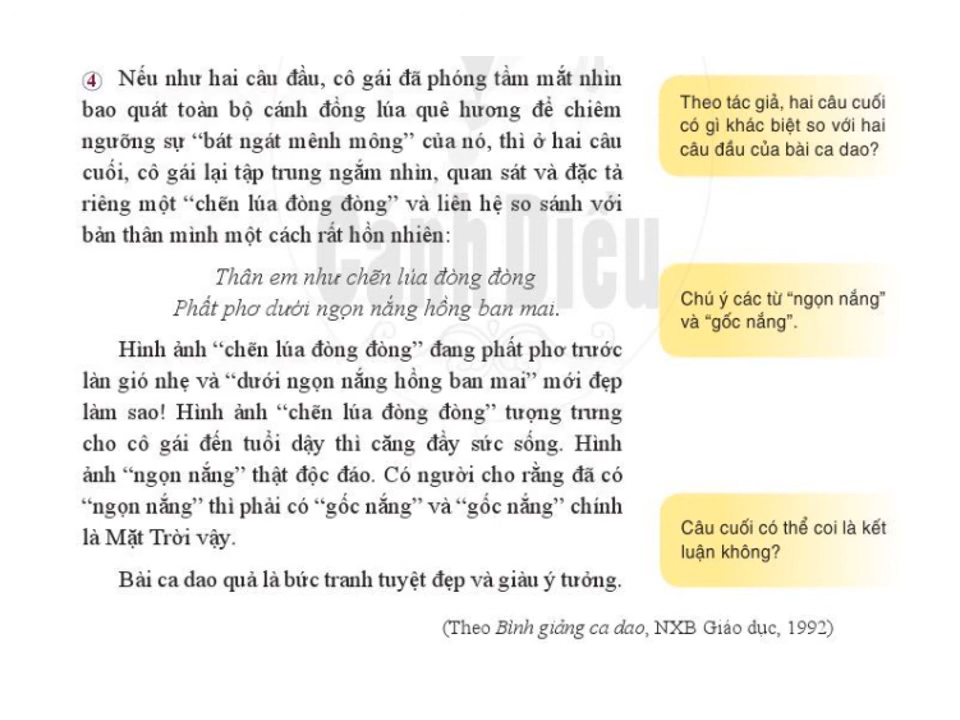 4 Nếu như hai câu đầu, cô gái đã phóng tầm mắt nhìn
bao quát toàn bộ cánh đồng lúa quê hương để chiêm
ngưỡng sự “bát ngát mênh mông” của nó, thì ở hai câu
cuối, cô gái lại tập trung ngắm nhìn, quan sát và đặc tả
riêng một “chẽn lúa đòng đòng” và liên hệ so sánh với
bản thân mình một cách rất hồn nhiên:
Thân em như chẽn lúa đòng đòng
Phất phơ dưới ngọn nắng hồng ban mai.
Hình ảnh “chẽn lúa đòng đòng” đang phất phơ trước
làn gió nhẹ và “dưới ngọn nắng hồng ban mai” mới đẹp
làm sao! Hình ảnh “chẽn lúa đòng đòng” tượng trưng
cho cô gái đến tuổi dậy thì căng đầy sức sống. Hình
ảnh “ngọn nắng” thật độc đáo. Có người cho rằng đã có
“ngọn nắng” thì phải có “gốc nắng” và “gốc nắng” chính
là Mặt Trời vậy.
Bài ca dao quả là bức tranh tuyệt đẹp và giàu ý tưởng.
(Theo Bình giảng ca dao, NXB Giáo dục, 1992)
Theo tác giả, hai câu cuối
có gì khác biệt so với hai
câu đầu của bài ca dao?
Chú ý các từ “ngọn nắng”
và “gốc nắng”.
Câu cuối có thể coi là kết
luận không?
Cánh Diều